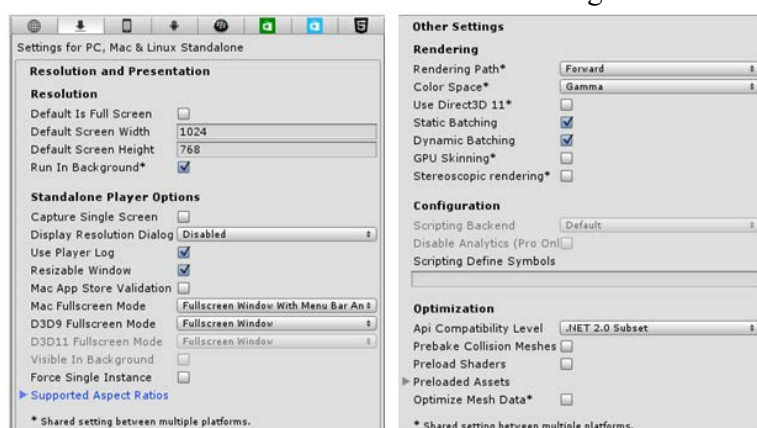 Settings for PC, Mac & Linux Standalone
Resolution and Presentation
Resolution
Default Is Full Screen
Default Screen Width 1024
Default Screen Height 768
Run In Background*
Standalone Player Options
Capture Single Screen
Display Resolution Dialog Disabled
Use Player Log
Resizable Window
Mac App Store Validation
Mac Fullscreen Mode Fullscreen Window With Menu Bar An
D3D9 Fullscreen Mode Fullscreen Window
D3D11 Fullscreen Mode Fullscreen Window
Visible In Background
Force Single Instance
Supported Aspect Ratios
* Shared setting between multiple platforms.
Other Settings
Rendering
Rendering Path* Forward
Color Space* Gamma
Use Direct3D 11*
Static Batching
Dynamic Batching
GPU Skinning*
Stereoscopic rendering*
Configuration
Scripting Backend Default
Disable Analytics (Pro Onl
Scripting Define Symbols
Optimization
Api Compatibility Level .NET 2.0 Subset
Prebake Collision Meshes
Preload Shaders
Preloaded Assets
Optimize Mesh Data*
* Shared setting between multiple platforms.